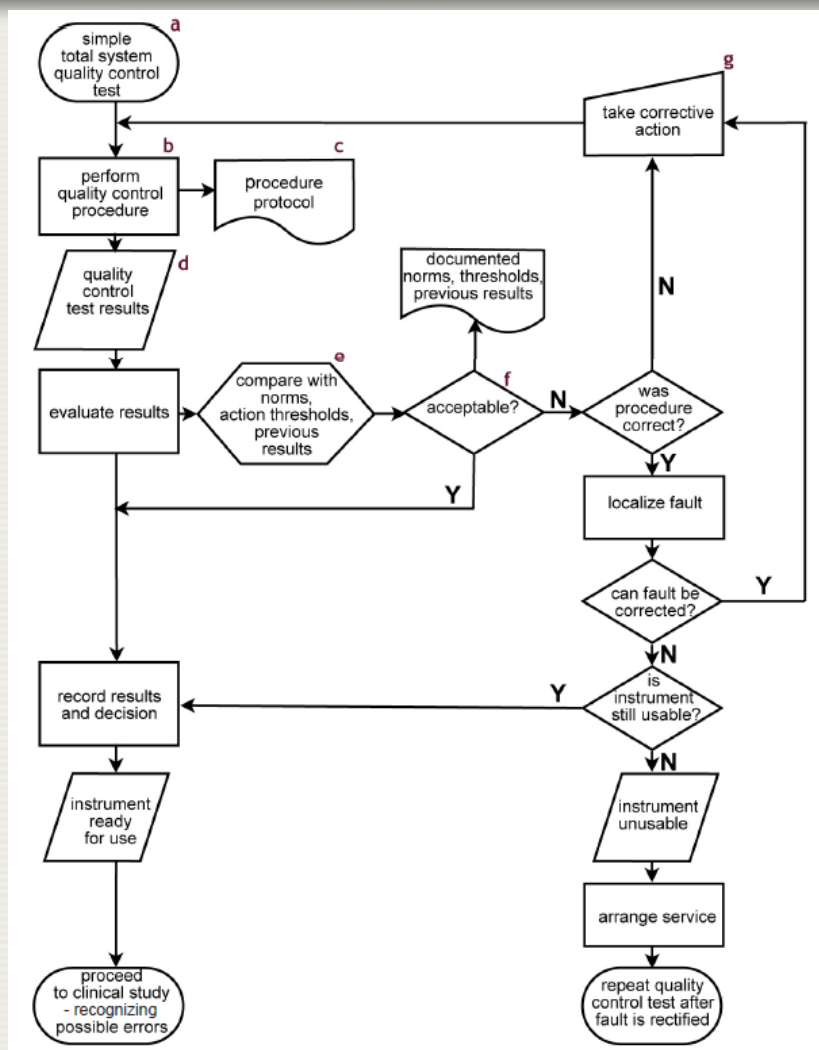 a
simple
total system
quality control
test
g
take corrective
action
b
perform
quality control
procedure
c
procedure
protocol
d
quality
control
test results
documented
norms, thresholds,
previous results
N
e
evaluate results
compare with
norms,
action thresholds,
previous
results
f
acceptable?
N
was
procedure
correct?
Y
Y
localize fault
can fault be
corrected?
Y
N
record results
and decision
Y
is
instrument
still usable?
N
instrument
ready
for use
instrument
unusable
arrange service
proceed
to clinical study
- recognizing
possible errors
repeat quality
control test after
fault is rectified